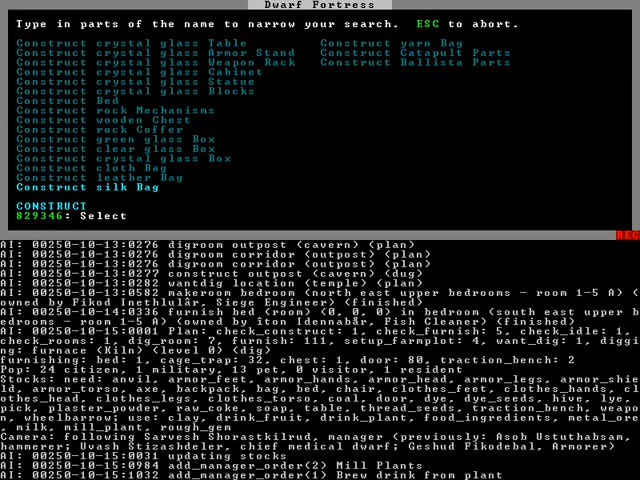 Dwarf Fortress
Type in parts of the name to narrow your search.  ESC to abort.
Construct crystal glass Table  Construct yarn Bag
Construct crystal glass Armor Stand  Construct Catapult Parts
Construct crystal glass Weapon Rack  Construct Ballista Parts
Construct crystal glass Cabinet
Construct crystal glass Statue
Construct crystal glass Blocks
Construct Bed
Construct rock Mechanisms
Construct wooden Chest
Construct rock Coffer
Construct green glass Box
Construct clear glass Box
Construct crystal glass Box
Construct cloth Bag
Construct leather Bag
Construct silk Bag
CONSTRUCT
829346: Select
REC
AI: 00250-10-13:0276 digroom outpost (cavern) (plan)
AI: 00250-10-13:0276 digroom corridor (outpost) (plan)
AI: 00250-10-13:0276 digroom corridor (outpost) (plan)
AI: 00250-10-13:0277 construct outpost (cavern) (dug)
AI: 00250-10-13:0282 wantdig location (temple) (plan)
AI: 00250-10-13:0582 makeroom bedroom (north east upper bedrooms - room 1-5 A) (
owned by Fikod Inethlulär, Siege Engineer) (finished)
AI: 00250-10-14:0336 furnish bed (room) (0, 0, 0) in bedroom (south east upper b
edrooms - room 1-5 A) (owned by íton Idennabår, Fish Cleaner) (finished)
AI: 00250-10-15:0001 Plan: check_construct: 1, check_furnish: 5, check_idle: 1,
check_rooms: 1, dig_room: 7, furnish: 111, setup_farmplot: 4, want_dig: 1, diggi
ng: furnace (Kiln) (level 0) (dig)
furnishing: bed: 1, cage_trap: 32, chest: 1, door: 80, traction_bench: 2
Pop: 24 citizen, 1 military, 13 pet, 0 visitor, 1 resident
Stocks: need: anvil, armor_feet, armor_hands, armor_head, armor_legs, armor_shie
ld, armor_torso, axe, backpack, bag, bed, chair, clothes_feet, clothes_hands, cl
othes_head, clothes_legs, clothes_torso, coal, door, dye, dye_seeds, hive, lye,
pick, plaster_powder, raw_coke, soap, table, thread_seeds, traction_bench, weapo
n, wheelbarrow; use: clay, drink_fruit, drink_plant, food_ingredients, metal_ore
, milk, mill_plant, rough_gem
Camera: following Sarvesh Shorastkilrud, manager (previously: Asob Ustuthabsam,
hammerer; Uvash Stizashdeler, chief medical dwarf; Geshud Fikodebal, Armorer)
AI: 00250-10-15:0031 updating stocks
AI: 00250-10-15:0984 add_manager_order(2) Mill Plants
AI: 00250-10-15:1032 add_manager_order(1) Brew drink from plant